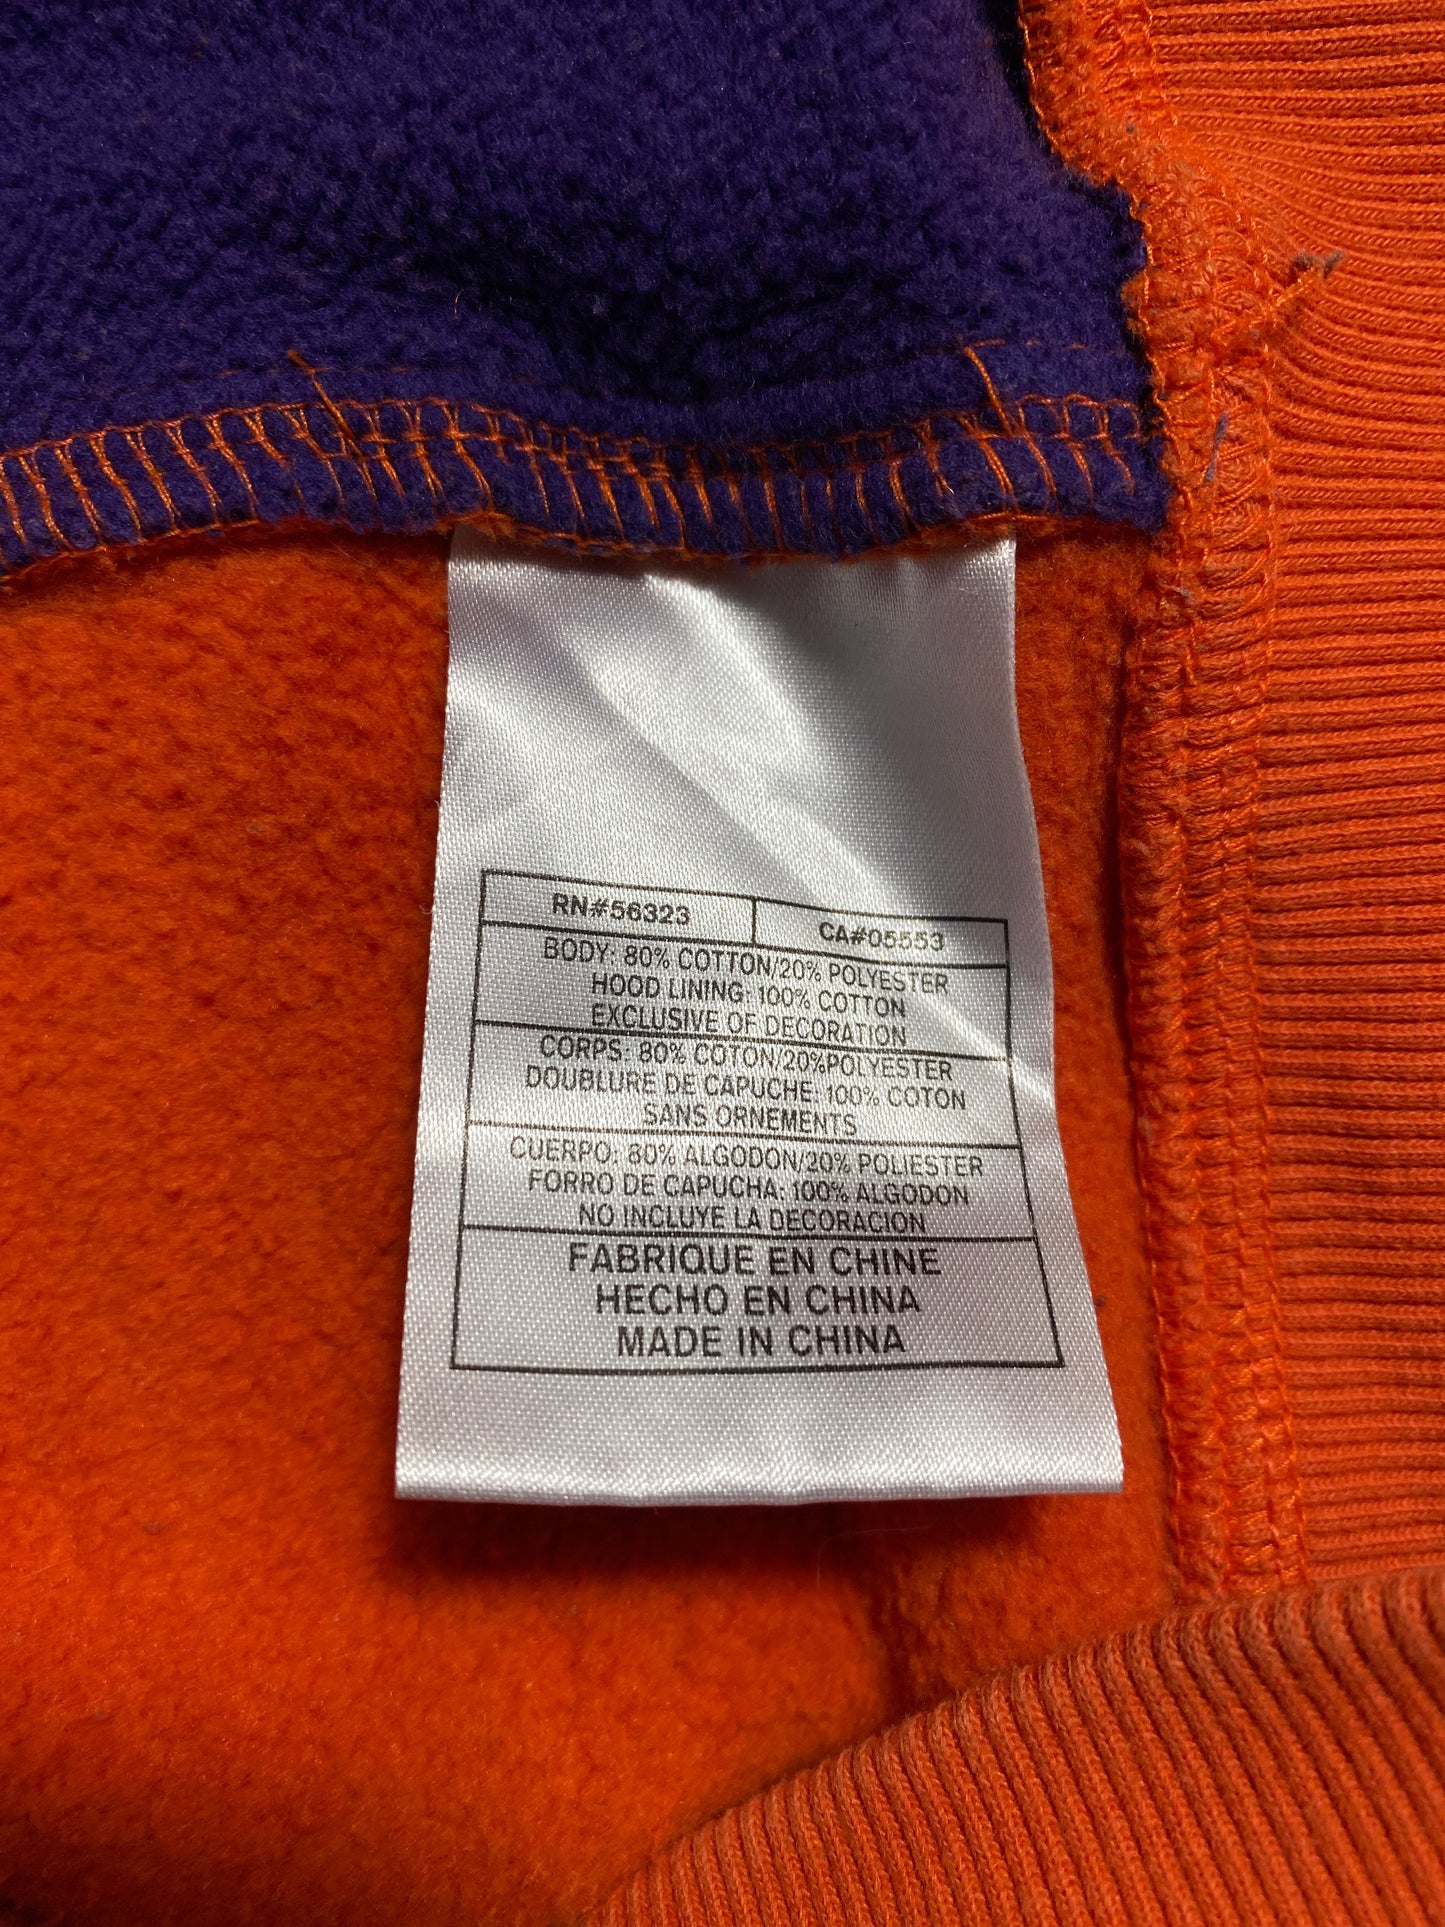 RN#56323
CA#05553
BODY: 80% COTTON/20% POLYESTER
HOOD LINING: 100% COTTON
EXCLUSIVE OF DECORATION
CORPS: 80% COTON/20%POLYESTER
DOUBLURE DE CAPUCHE: 100% COTON
SANS ORNEMENTS
CUERPO: 80% ALGODON/20% POLIESTER
FORRO DE CAPUCHA: 100% ALGODON
NO INCLUYE LA DECORACION
FABRIQUE EN CHINE
HECHO EN CHINA
MADE IN CHINA